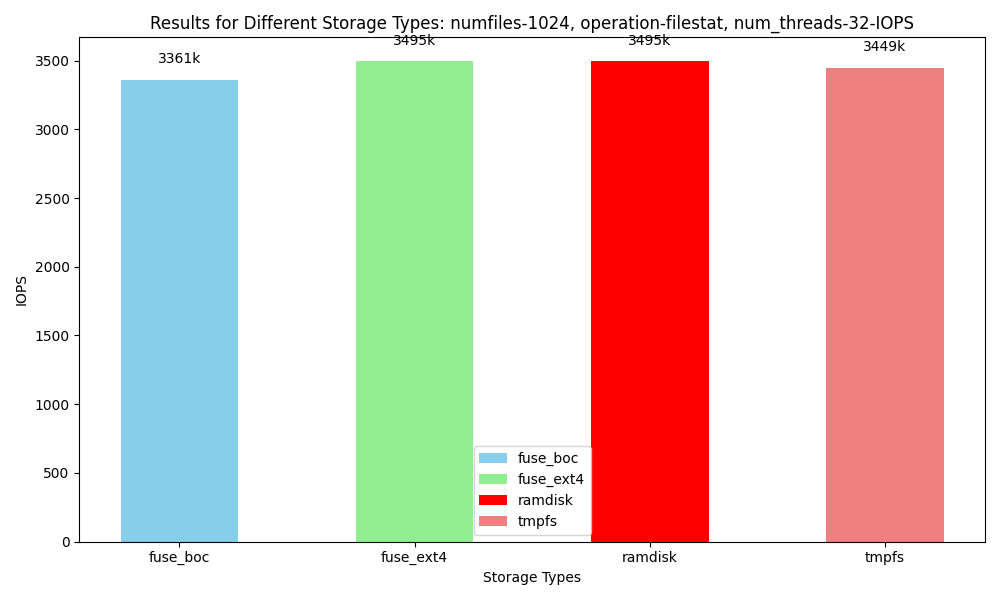 Results for Different Storage Types: numfiles-1024, operation-filestat, num_threads-32-IOPS
3361k
3495k
3495k
3449k
3500
3000
2500
2000
1500
1000
500
0
IOPS
fuse_boc
fuse_ext4
ramdisk
tmpfs
fuse_boc
fuse_ext4
ramdisk
tmpfs
Storage Types